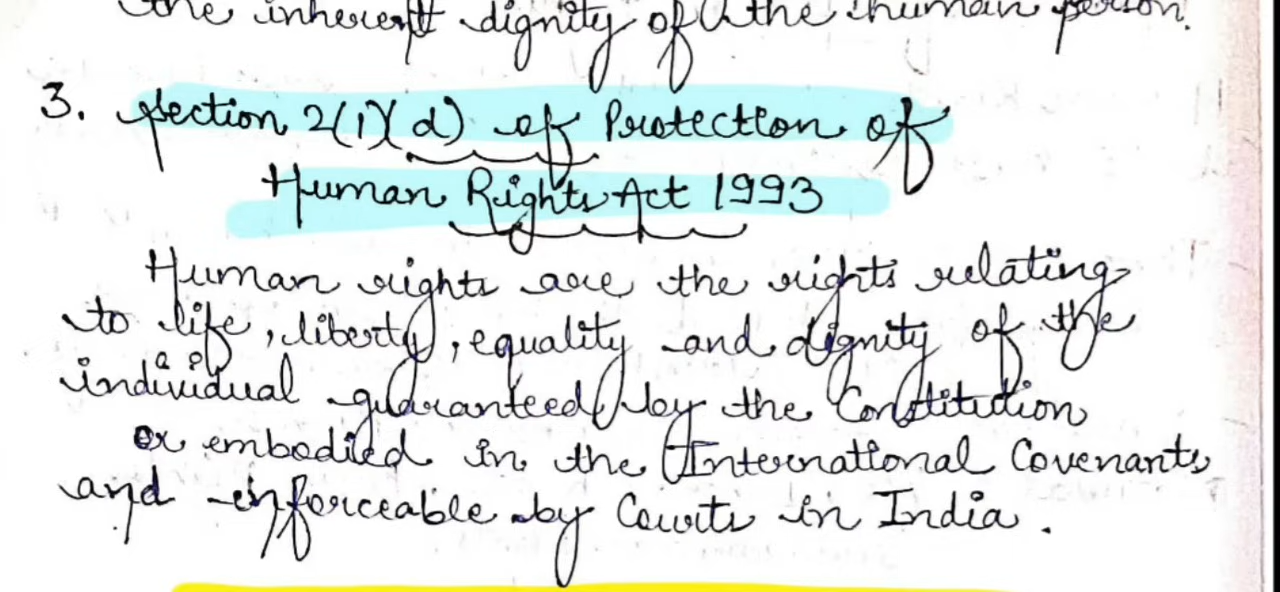 the inherent dignity of the human person.
3. Section 2(1)(d) of Protection of
Human Rights Act 1993
Human rights are the rights relating
to life, liberty, equality and dignity of the
individual guaranteed by the Constitution
or embodied in the International Covenants
and enforceable by Courts in India.